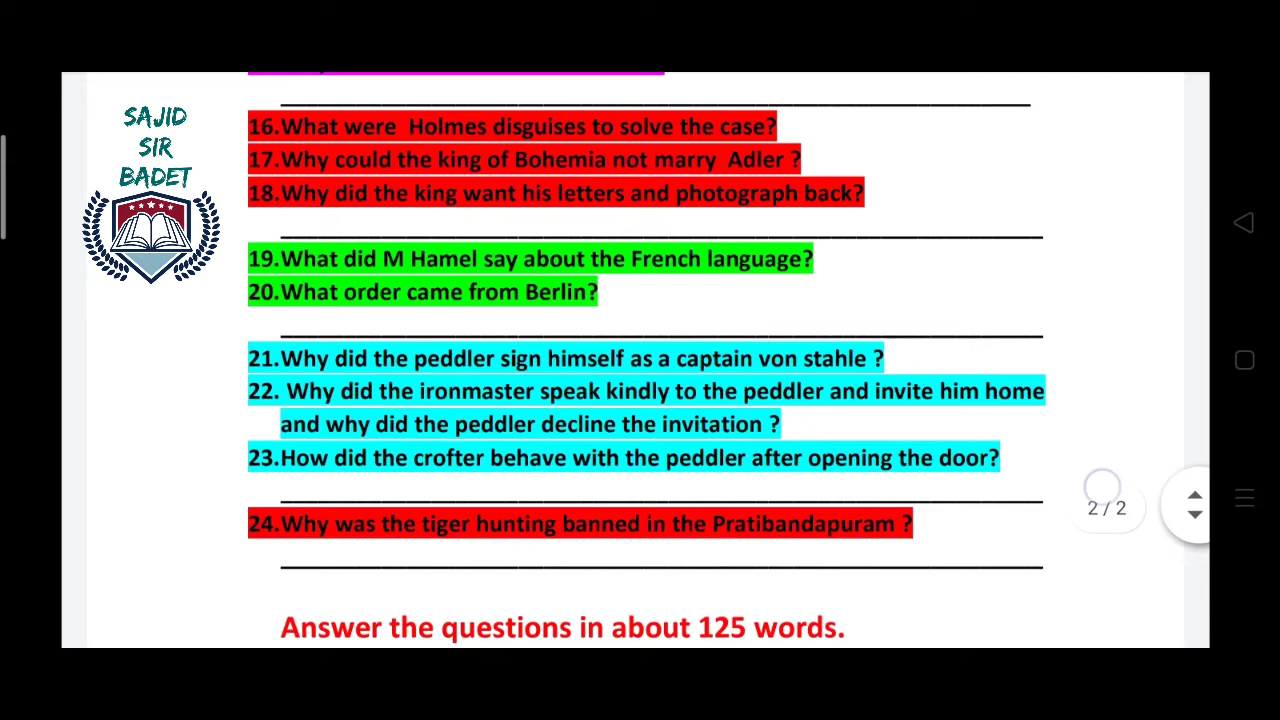 SAJID
SIR
BADET
16.What were  Holmes disguises to solve the case?
17.Why could the king of Bohemia not marry  Adler ?
18.Why did the king want his letters and photograph back?
19.What did M Hamel say about the French language?
20.What order came from Berlin?
21.Why did the peddler sign himself as a captain von stahle ?
22. Why did the ironmaster speak kindly to the peddler and invite him home
and why did the peddler decline the invitation ?
23.How did the crofter behave with the peddler after opening the door?
24.Why was the tiger hunting banned in the Pratibandapuram ?
2 / 2
Answer the questions in about 125 words.